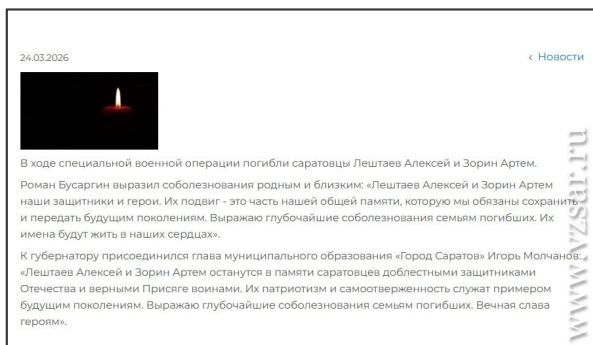 24.03.2026
‹ Новости
В ходе специальной военной операции погибли саратовцы Лештаев Алексей и Зорин Артем.
Роман Бусаргин выразил соболезнования родным и близким: «Лештаев Алексей и Зорин Артем
наши защитники и герои. Их подвиг - это часть нашей общей памяти, которую мы обязаны сохранить
и передать будущим поколениям. Выражаю глубочайшие соболезнования семьям погибших. Их
имена будут жить в наших сердцах».
К губернатору присоединился глава муниципального образования «Город Саратов» Игорь Молчанов:
«Лештаев Алексей и Зорин Артем останутся в памяти саратовцев доблестными защитниками
Отечества и верными Присяге воинами. Их патриотизм и самоотверженность служат примером
будущим поколениям. Выражаю глубочайшие соболезнования семьям погибших. Вечная слава
героям».
www.vzsar.ru